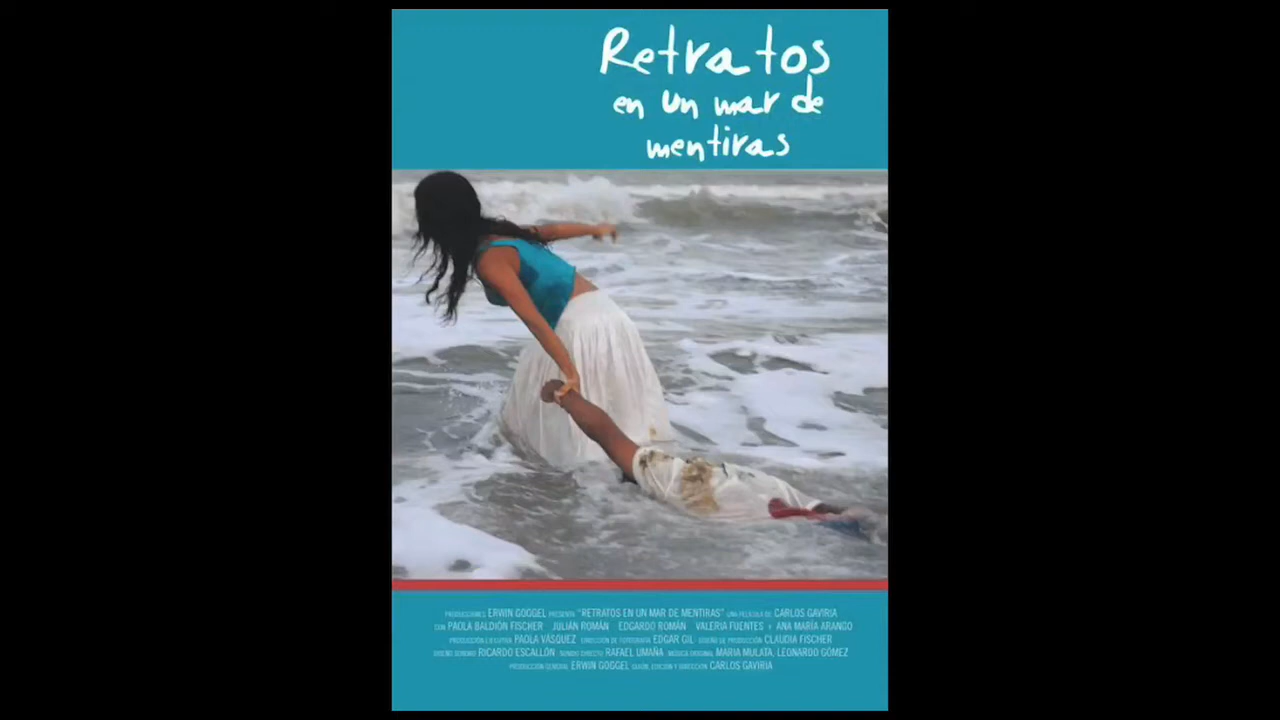 Retratos
en un mar de
mentiras
PRODUCCIONES ERWIN GOGGEL PRESENTA "RETRATOS EN UN MAR DE MENTIRAS" UNA PELÍCULA DE CARLOS GAVIRIA
CON PAOLA BALDIÓN FISCHER JULIÁN ROMÁN EDGARDO ROMÁN VALERIA FUENTES Y ANA MARÍA ARANGO
PRODUCCIÓN EJECUTIVA PAOLA VÁSQUEZ DIRECCIÓN DE FOTOGRAFÍA EDGAR GIL DISEÑO DE PRODUCCIÓN CLAUDIA FISCHER
DISEÑO SONORO RICARDO ESCALLÓN SONIDO DIRECTO RAFAEL UMAÑA MÚSICA ORIGINAL MARIA MULATA, LEONARDO GÓMEZ
PRODUCCIÓN GENERAL ERWIN GOGGEL GUIÓN, EDICIÓN Y DIRECCIÓN CARLOS GAVIRIA